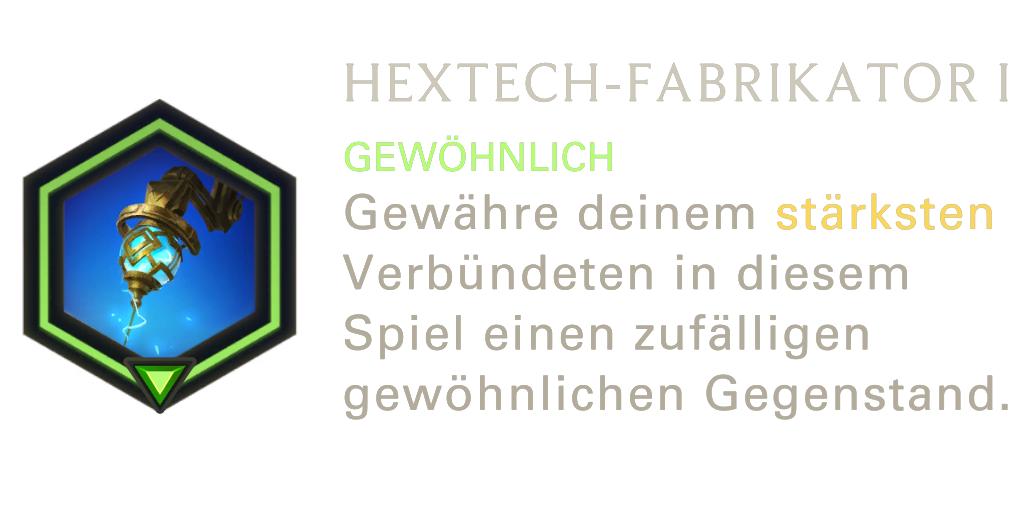 HEXTECH-FABRIKATOR I
GEWÖHNLICH
Gewähre deinem stärksten
Verbündeten in diesem
Spiel einen zufälligen
gewöhnlichen Gegenstand.